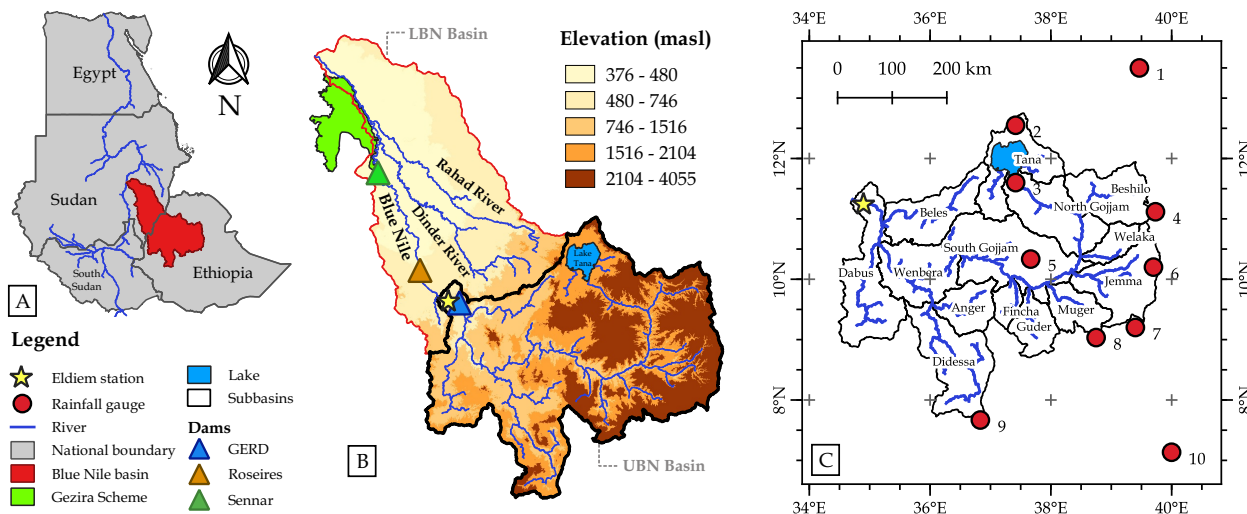 Egypt
N
Sudan
South
Sudan
Ethiopia
A
Legend
Eldiem station
Rainfall gauge
River
National boundary
Blue Nile basin
Gezira Scheme
Lake
Subbasins
Dams
GERD
Roseires
Sennar
LBN Basin
Elevation (masl)
376 - 480
480 - 746
746 - 1516
1516 - 2104
2104 - 4055
Rahad River
Dinder River
Blue Nile
Lake
Tana
B
UBN Basin
34°E
36°E
38°E
40°E
0
100
200 km
1
2
12°N
12°N
Tana
3
Beshilo
Beles
North Gojjam
4
Welaka
South Gojjam
Dabus
Wenbera
5
6
10°N
10°N
Jemma
Anger
Fincha
Muger
Guder
7
8
Didessa
8°N
8°N
9
10
C
34°E
36°E
38°E
40°E